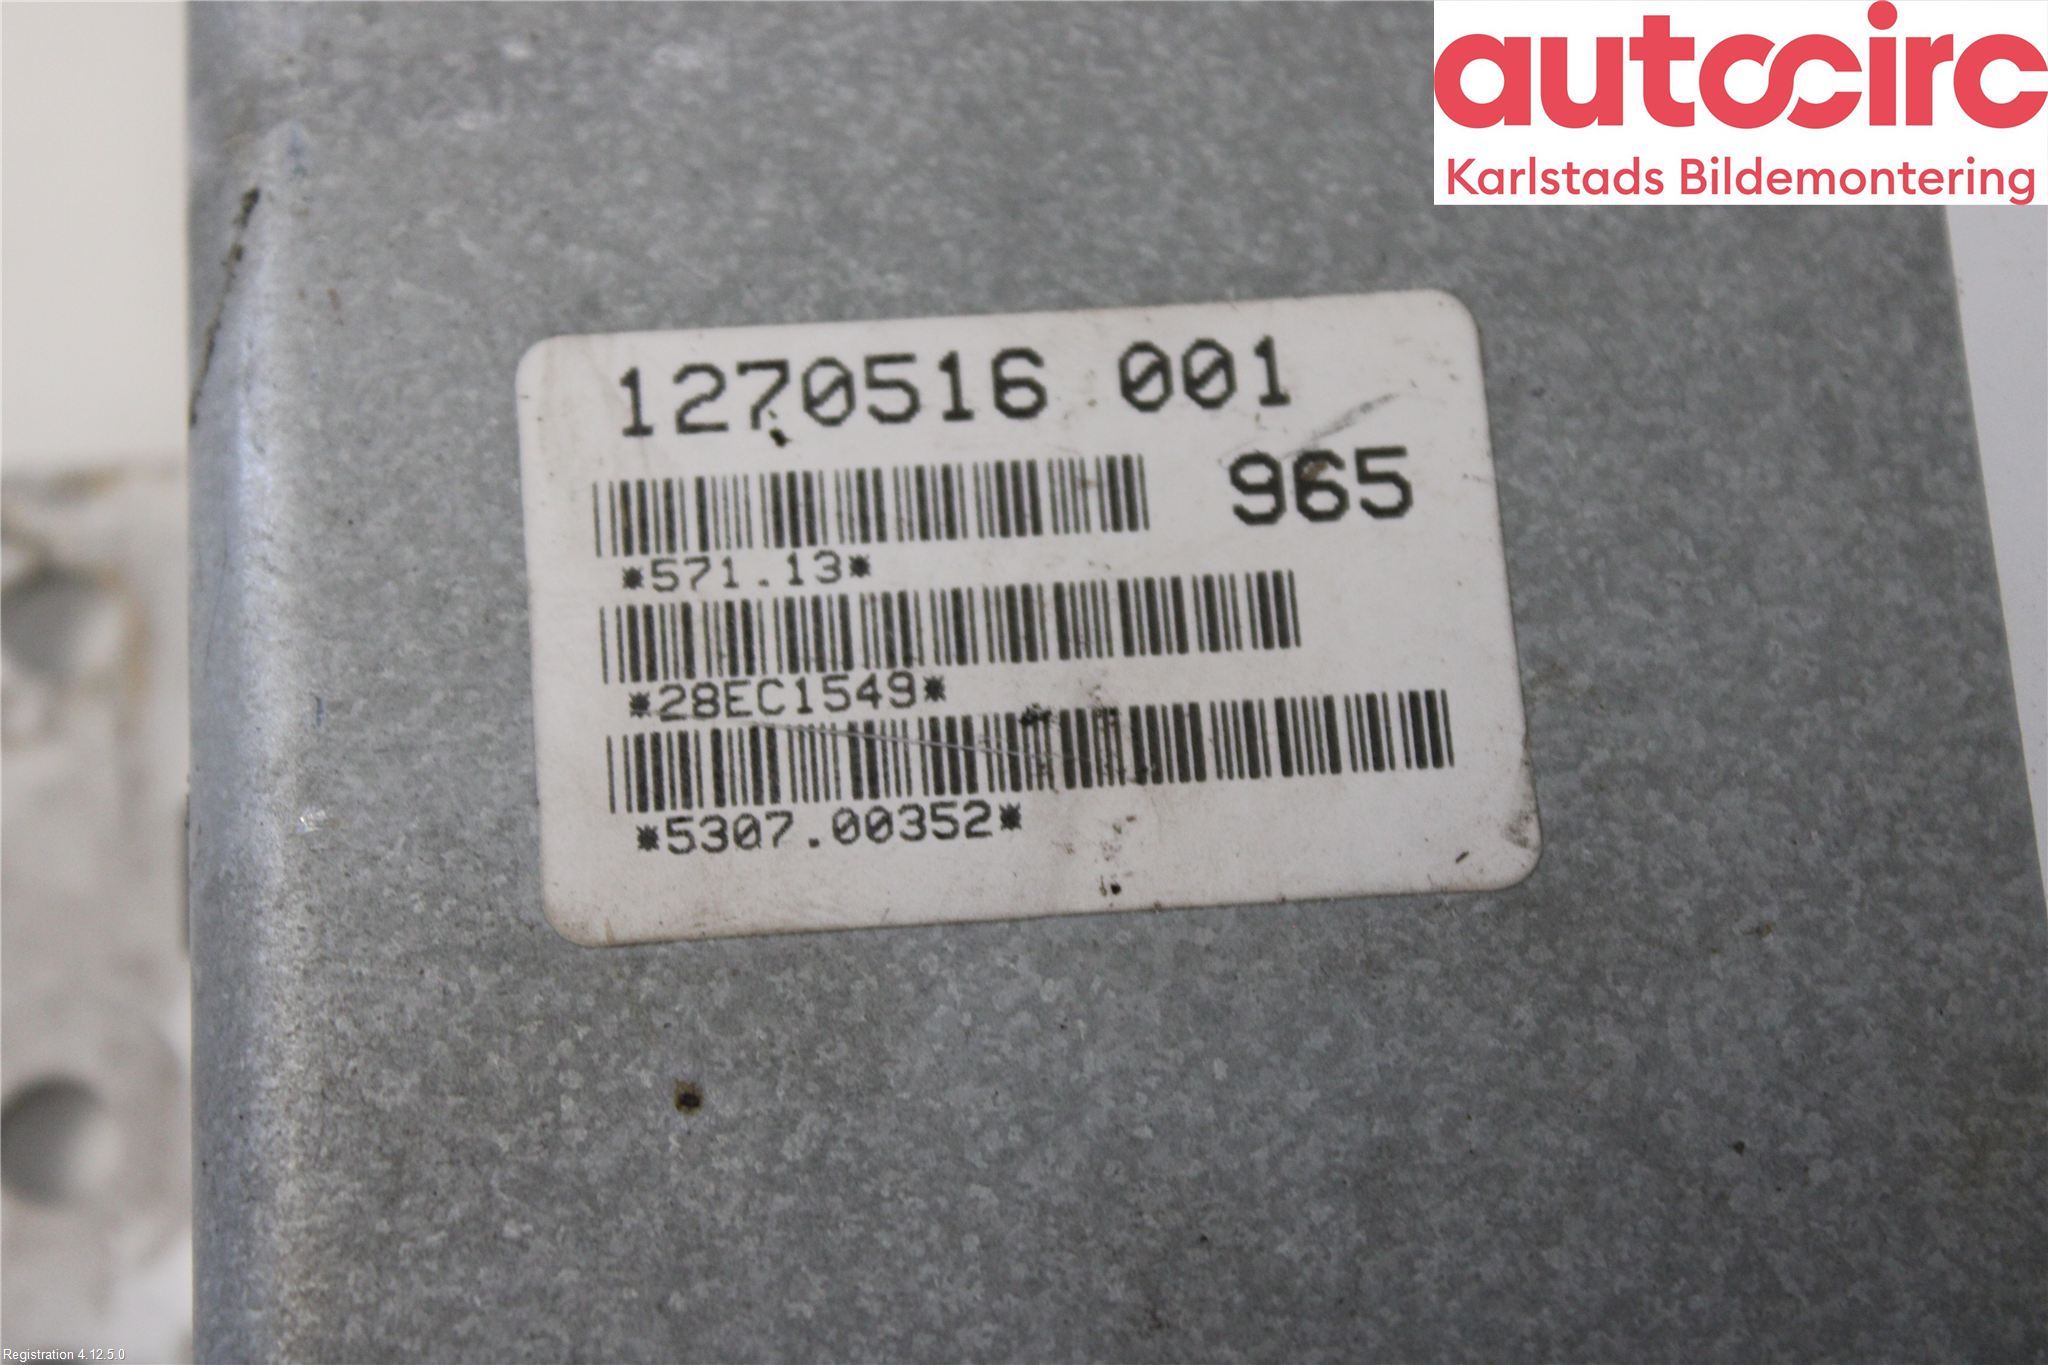 autocirc
Karlstads Bildemontering
1270516 001
965
*571.13*
*28EC1549*
*5307.00352*
Registration 4.12.5.0